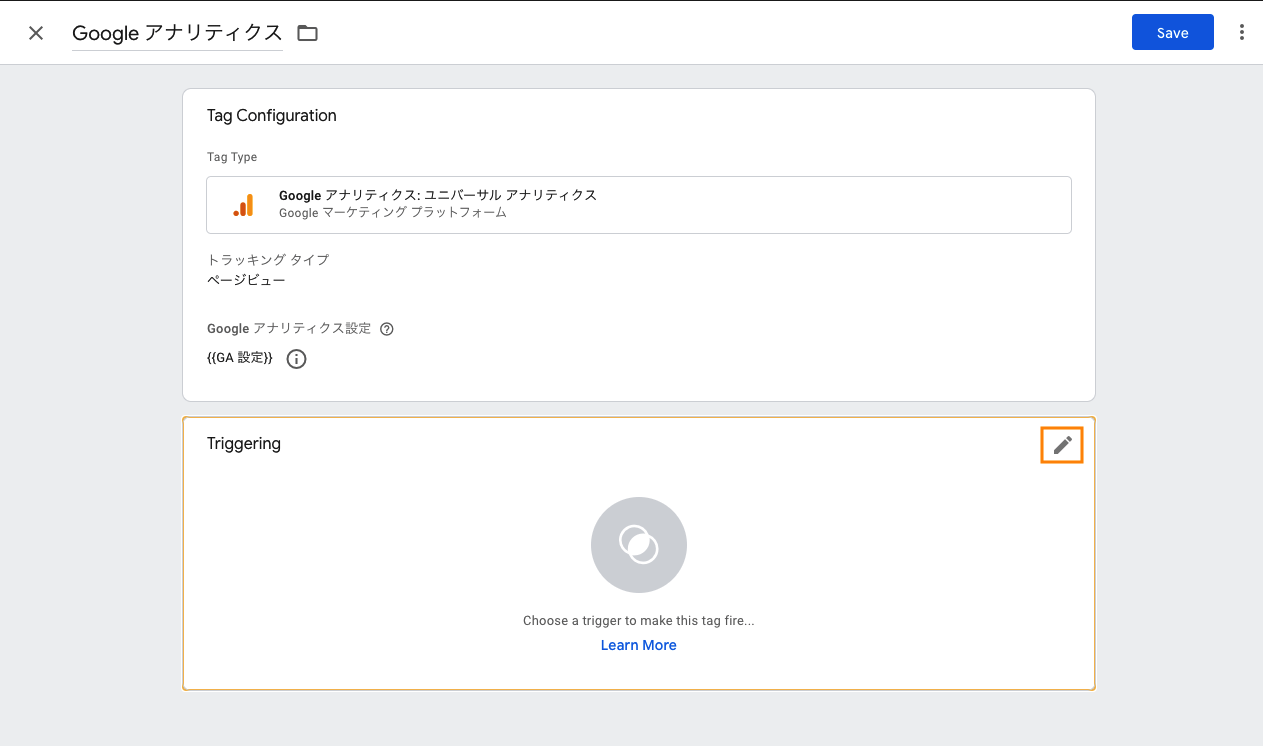 Google アナリティクス
Save
Tag Configuration
Tag Type
Google アナリティクス: ユニバーサル アナリティクス
Google マーケティング プラットフォーム
トラッキング タイプ
ページビュー
Google アナリティクス設定
{{GA 設定}}
Triggering
Choose a trigger to make this tag fire...
Learn More